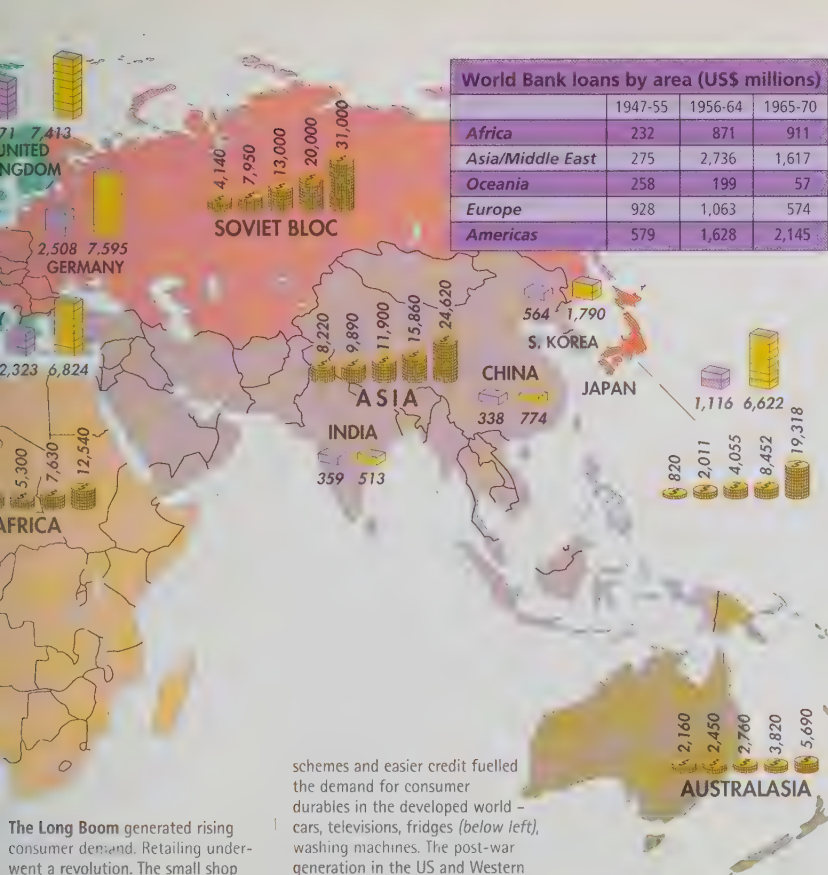 World Bank loans by area (US$ millions)
1947-55 1956-64 1965-70
Africa 232 871 911
Asia/Middle East 275 2,736 1,617
Oceania 258 199 57
Europe 928 1,063 574
Americas 579 1,628 2,145
71 7,413
UNITED
NGDOM
2,508 7,595
GERMANY
Y
2,323 6,824
4,140 7,950 13,000 20,000 31,000
SOVIET BLOC
8,220 9,890 11,900 15,860 24,620
ASIA
564 1,790
S. KOREA
CHINA
338 774
INDIA
359 513
JAPAN
1,116 6,622
820 2,011 4,055 8,452 19,318
5,300 7,630 12,540
AFRICA
2,160 2,450 2,760 3,820 5,690
AUSTRALASIA
The Long Boom generated rising
consumer demand. Retailing under-
went a revolution. The small shop
schemes and easier credit fuelled
the demand for consumer
durables in the developed world –
cars, televisions, fridges (below left),
washing machines. The post-war
generation in the US and Western